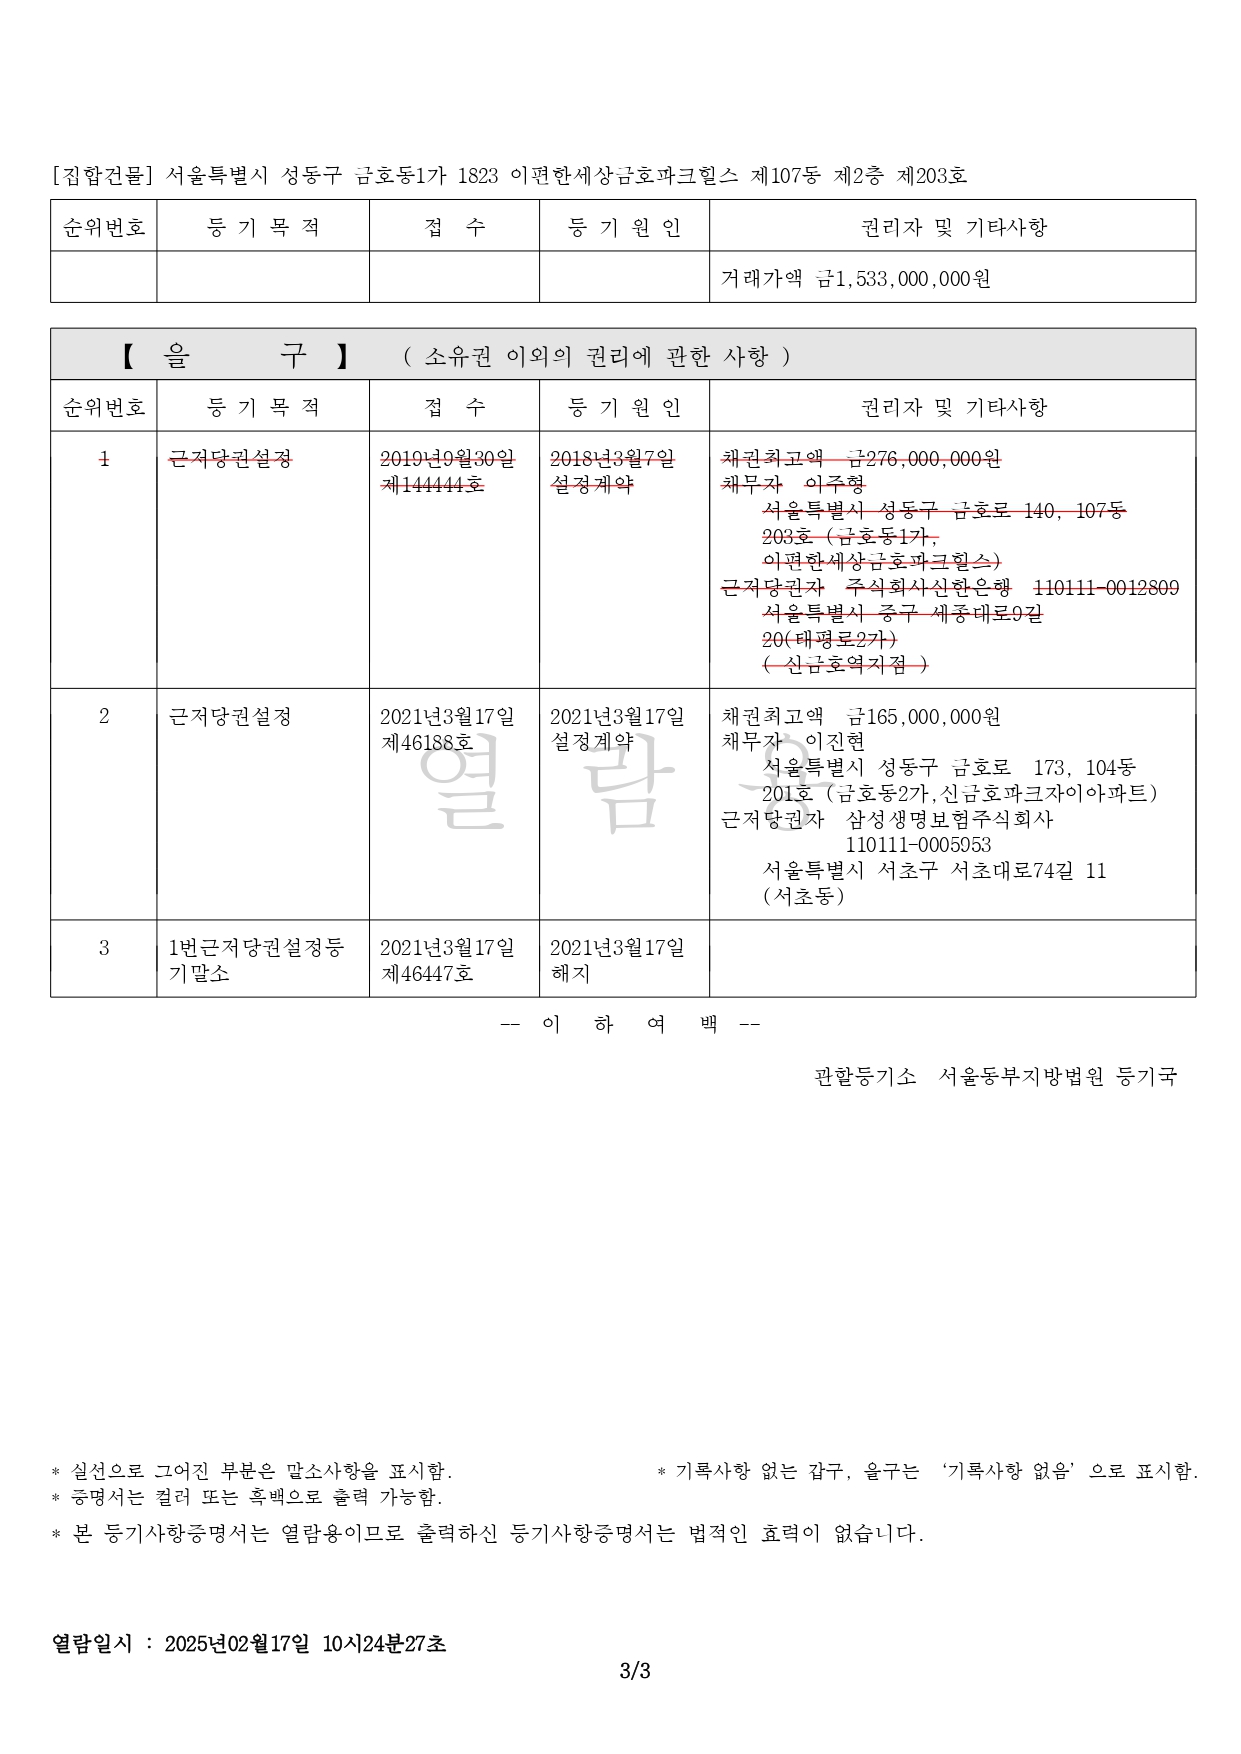 [집합건물] 서울특별시 성동구 금호동1가 1823 이편한세상금호파크힐스 제107동 제2층 제203호
순위번호 등 기 목 적 접 수 등 기 원 인 권리자 및 기타사항
거래가액 금1,533,000,000원
【 을 구 】 ( 소유권 이외의 권리에 관한 사항 )
순위번호 등 기 목 적 접 수 등 기 원 인 권리자 및 기타사항
1 근저당권설정 2019년9월30일 2018년3월7일 채권최고액 금276,000,000원
제144444호 설정계약 채무자 이주형
서울특별시 성동구 금호로 140, 107동
203호 (금호동1가,
이편한세상금호파크힐스)
근저당권자 주식회사신한은행 110111-0012809
서울특별시 중구 세종대로9길
20(태평로2가)
( 신금호역지점 )
2 근저당권설정 2021년3월17일 2021년3월17일 채권최고액 금165,000,000원
제46188호 설정계약 채무자 이진현
서울특별시 성동구 금호로 173, 104동
201호 (금호동2가,신금호파크자이아파트)
근저당권자 삼성생명보험주식회사
110111-0005953
서울특별시 서초구 서초대로74길 11
(서초동)
열 람 용
3 1번근저당권설정등 2021년3월17일 2021년3월17일
기말소 제46447호 해지
-- 이 하 여 백 --
관할등기소 서울동부지방법원 등기국
* 실선으로 그어진 부분은 말소사항을 표시함. * 기록사항 없는 갑구, 을구는 ‘기록사항 없음’ 으로 표시함.
* 증명서는 컬러 또는 흑백으로 출력 가능함.
* 본 등기사항증명서는 열람용이므로 출력하신 등기사항증명서는 법적인 효력이 없습니다.
열람일시 : 2025년02월17일 10시24분27초
3/3